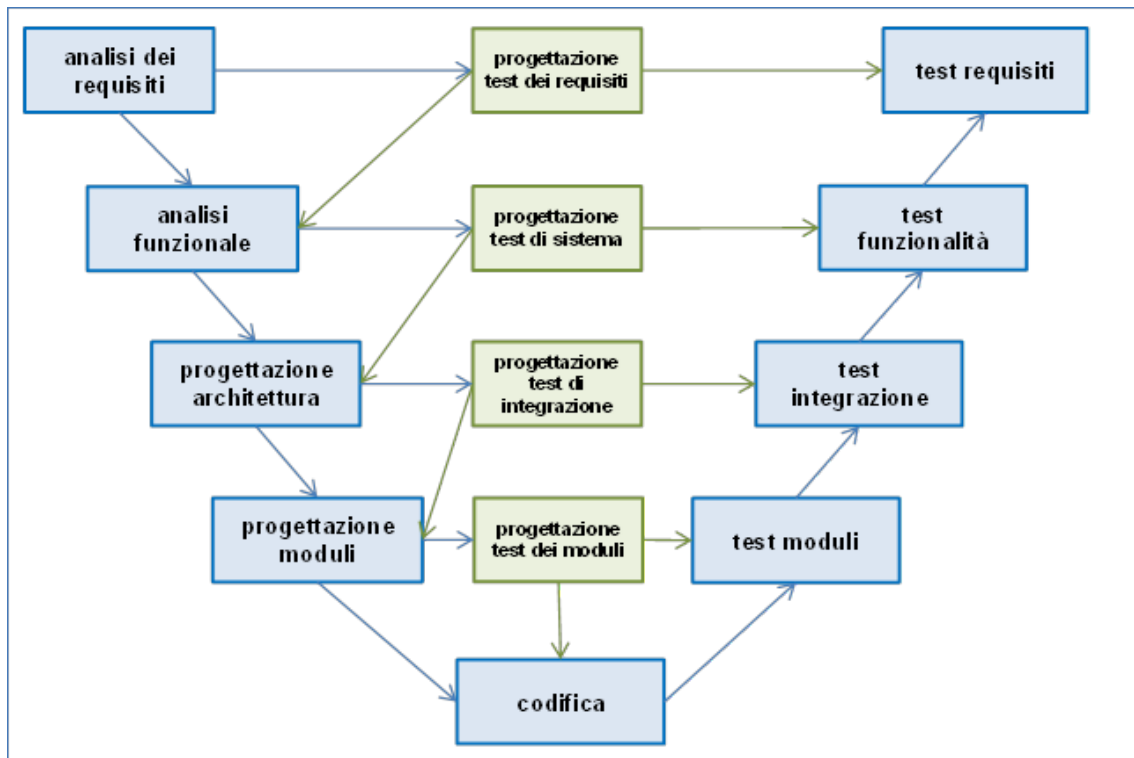 analisi dei
requisiti
progettazione
test dei requisiti
test requisiti
analisi
funzionale
progettazione
test di sistema
test
funzionalità
progettazione
architettura
progettazione
test di
integrazione
test
integrazione
progettazione
moduli
progettazione
test dei moduli
test moduli
codifica